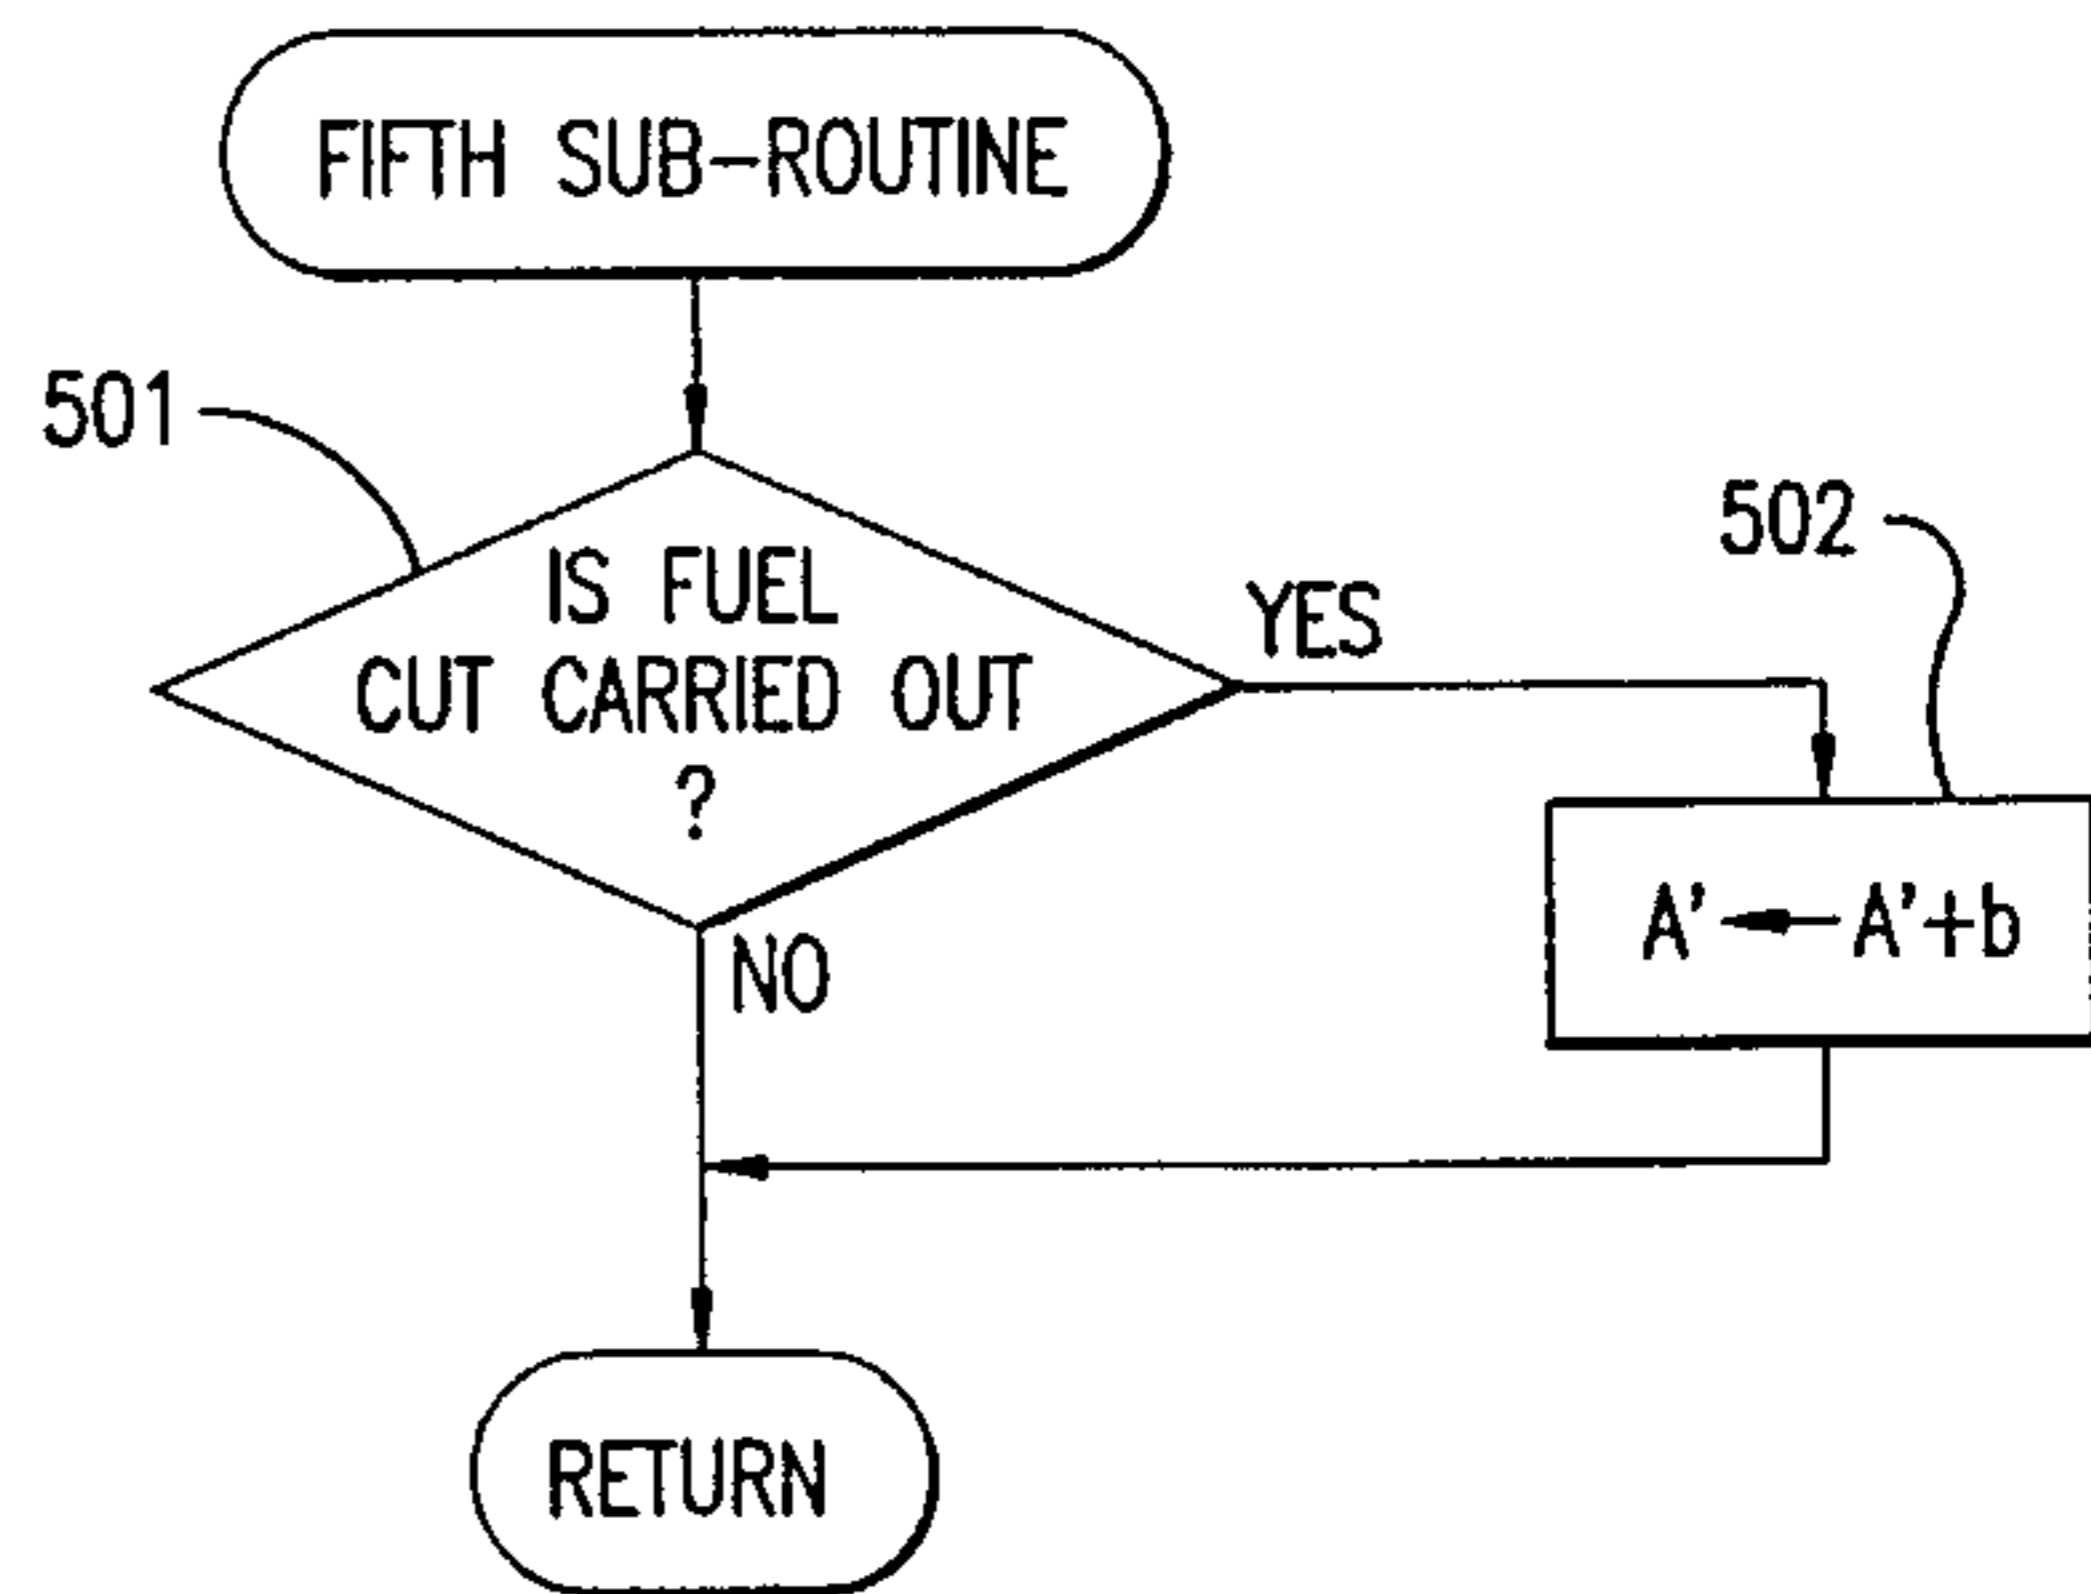 FIFTH SUB-ROUTINE
501
IS FUEL
CUT CARRIED OUT
?
YES
502
A' ← A'+b
NO
RETURN